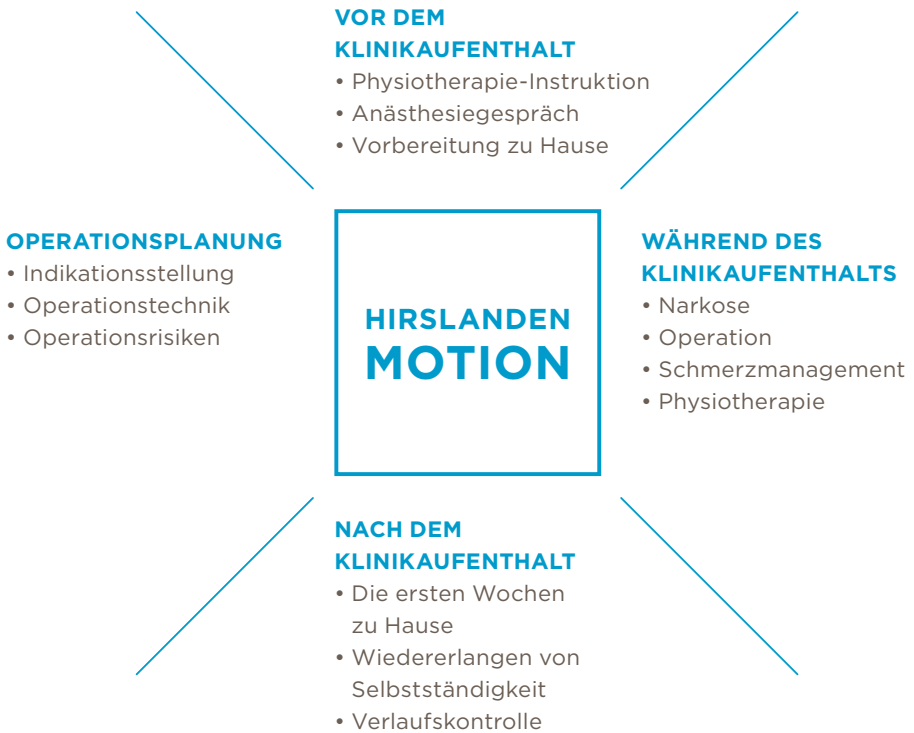 VOR DEM
KLINIKAUFENTHALT
• Physiotherapie-Instruktion
• Anästhesiegespräch
• Vorbereitung zu Hause
OPERATIONSPLANUNG
• Indikationsstellung
• Operationstechnik
• Operationsrisiken
HIRSLANDEN
MOTION
WÄHREND DES
KLINIKAUFENTHALTS
• Narkose
• Operation
• Schmerzmanagement
• Physiotherapie
NACH DEM
KLINIKAUFENTHALT
• Die ersten Wochen
zu Hause
• Wiedererlangen von
Selbstständigkeit
• Verlaufskontrolle